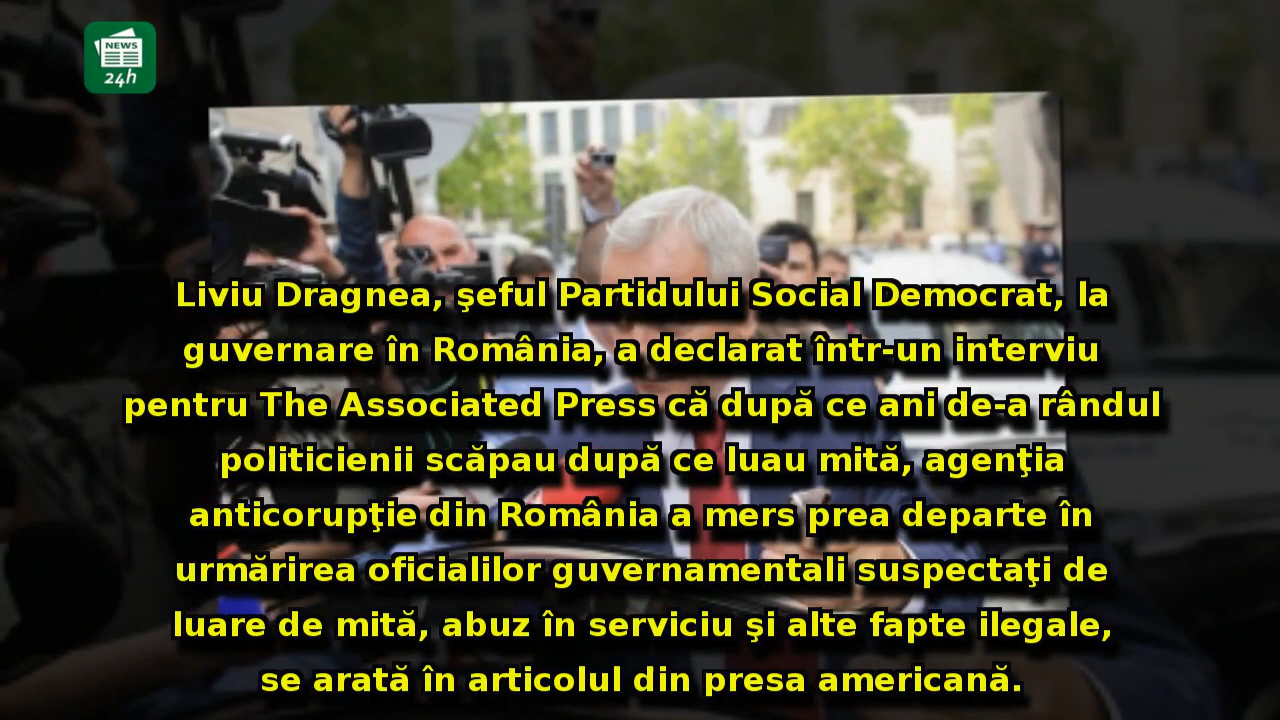 NEWS
24h
Liviu Dragnea, şeful Partidului Social Democrat, la
guvernare în România, a declarat într-un interviu
pentru The Associated Press că după ce ani de-a rândul
politicienii scăpau după ce luau mită, agenţia
anticorupţie din România a mers prea departe în
urmărirea oficialilor guvernamentali suspectaţi de
luare de mită, abuz în serviciu şi alte fapte ilegale,
se arată în articolul din presa americană.